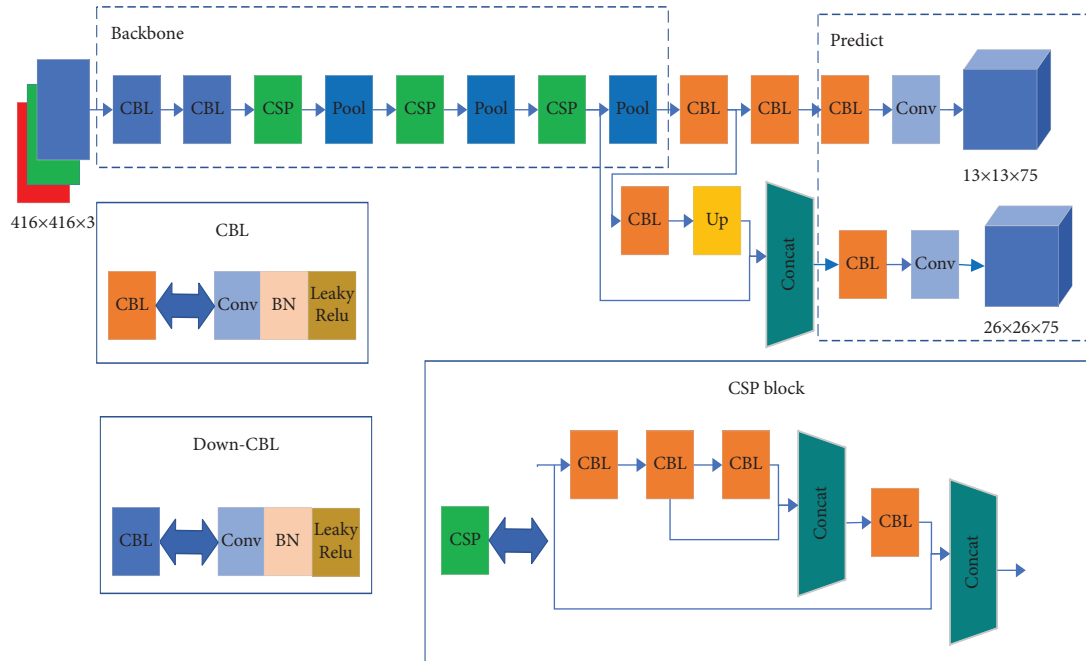 Backbone
Predict
CBL
CBL
CSP
Pool
CSP
Pool
CSP
Pool
CBL
CBL
CBL
Conv
13×13×75
416×416×3
CBL
Up
Concat
CBL
Conv
26×26×75
CBL
CBL
Conv
BN
Leaky
Relu
Down-CBL
CBL
Conv
BN
Leaky
Relu
CSP block
CSP
CBL
CBL
CBL
Concat
CBL
Concat